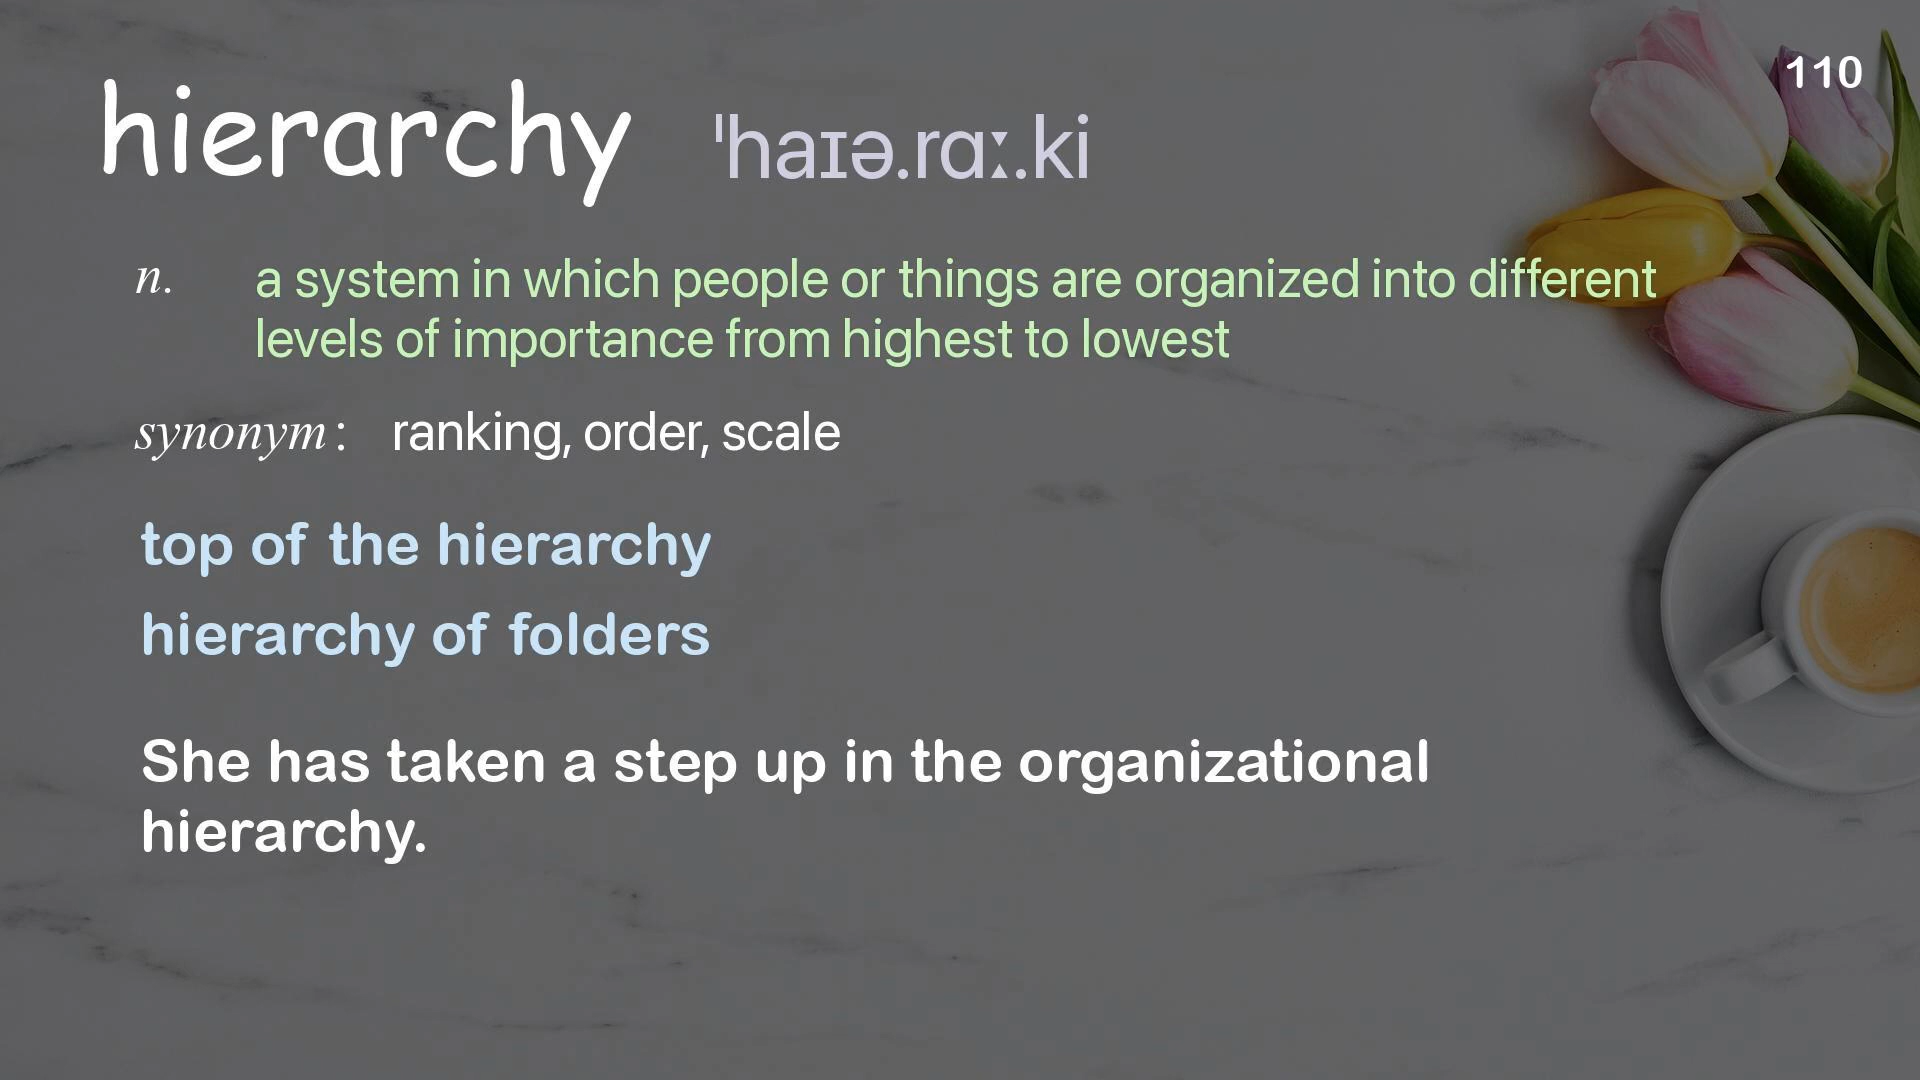 110
hierarchy ˈhaɪə.rɑː.ki
n. a system in which people or things are organized into different
levels of importance from highest to lowest
synonym: ranking, order, scale
top of the hierarchy
hierarchy of folders
She has taken a step up in the organizational
hierarchy.